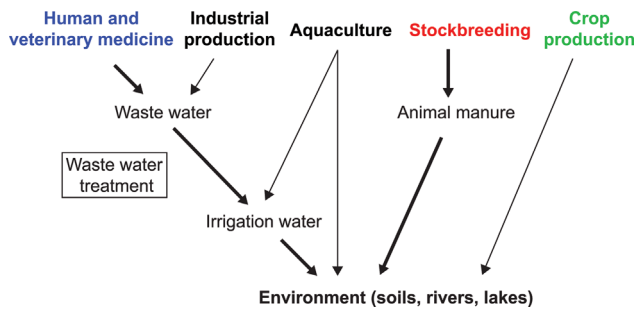 Human and
veterinary medicine
Industrial
production
Aquaculture
Stockbreeding
Crop
production
Waste water
Animal manure
Waste water
treatment
Irrigation water
Environment (soils, rivers, lakes)